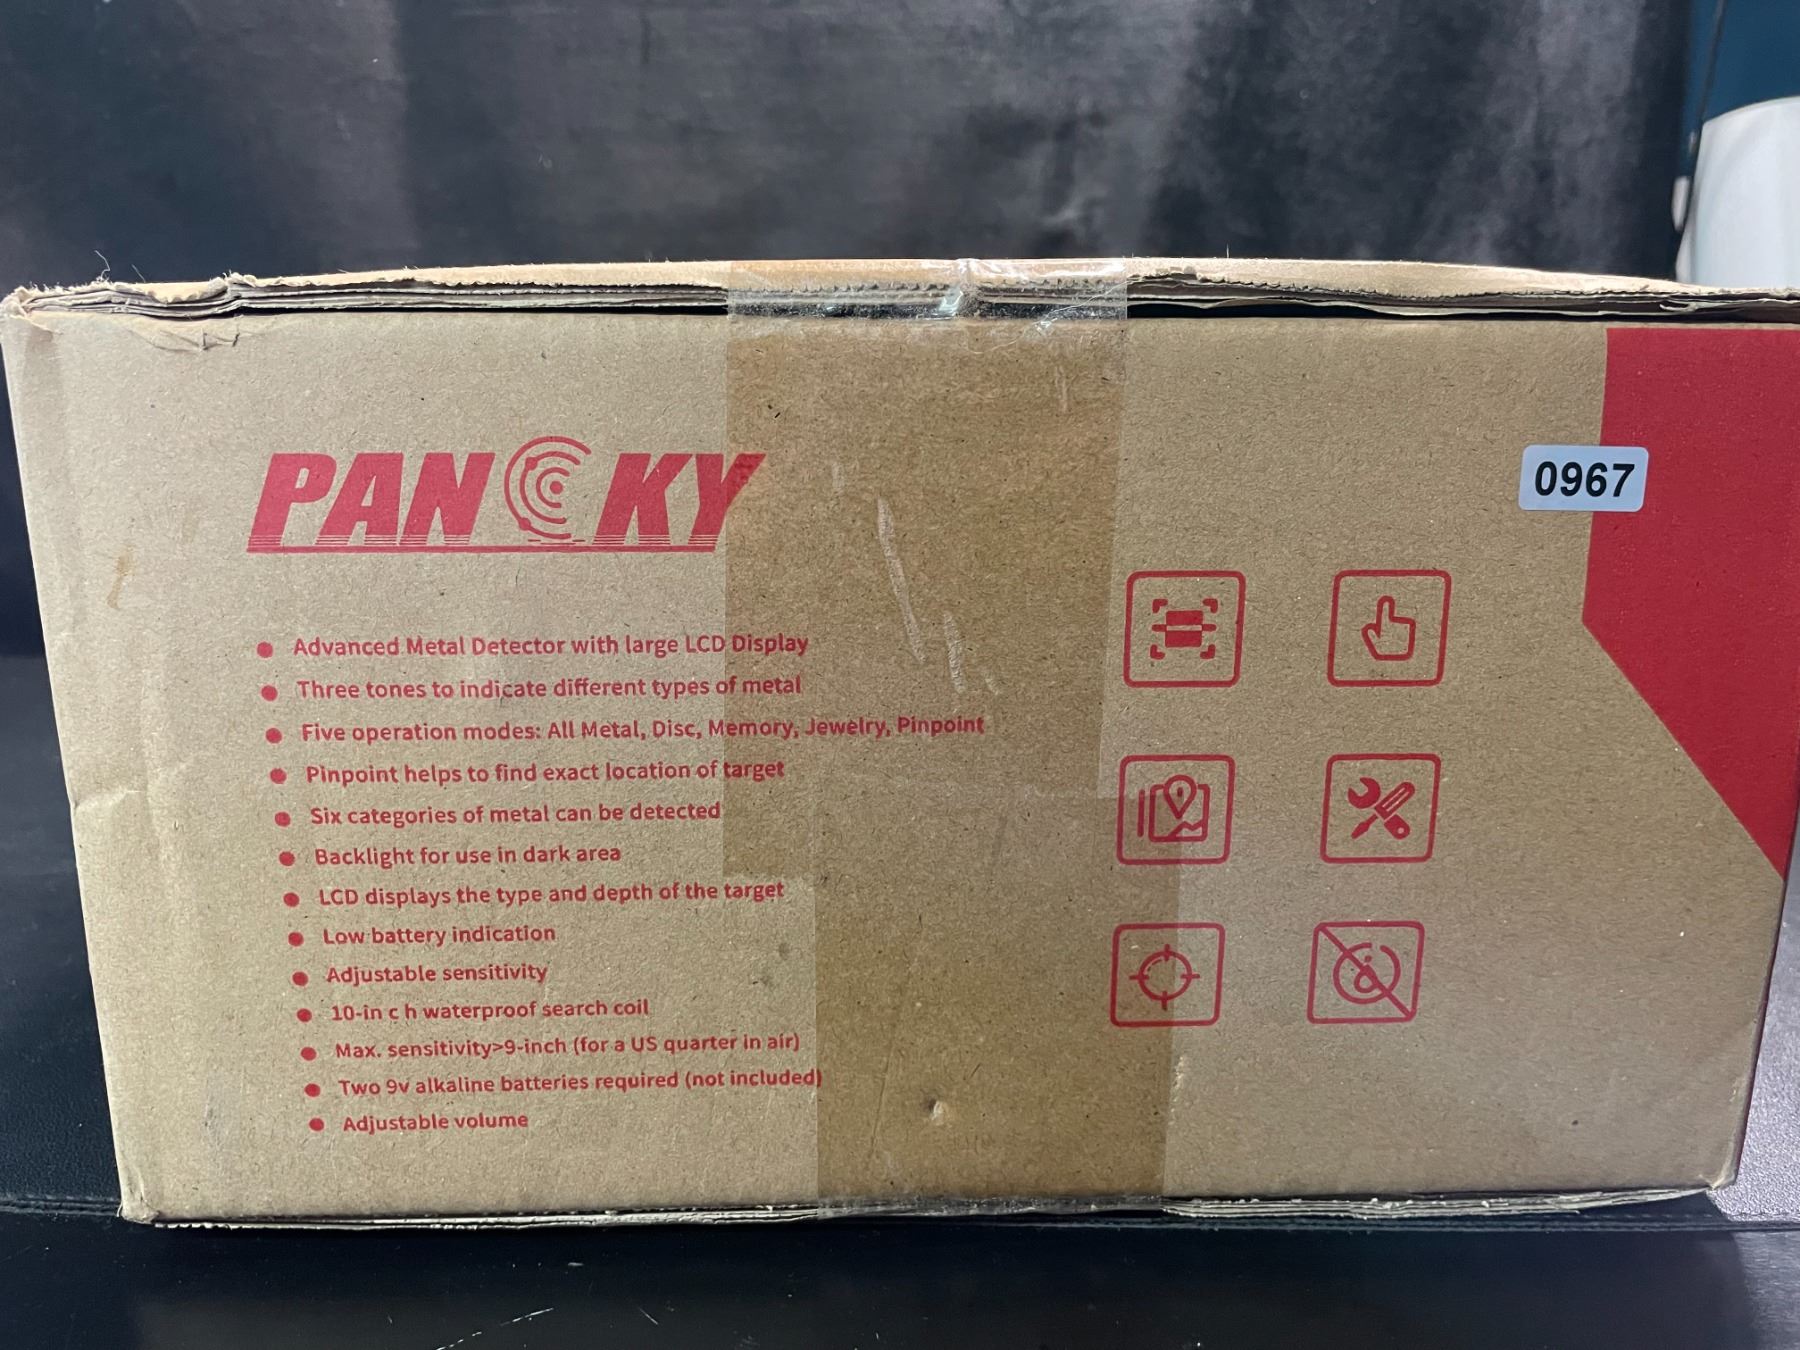 PANCKY
0967
Advanced Metal Detector with large LCD Display
Three tones to indicate different types of metal
Five operation modes: All Metal, Disc, Memory, Jewelry, Pinpoint
Pinpoint helps to find exact location of target
Six categories of metal can be detected
Backlight for use in dark area
LCD displays the type and depth of the target
Low battery indication
Adjustable sensitivity
10-in c h waterproof search coil
Max. sensitivity>9-inch (for a US quarter in air)
Two 9v alkaline batteries required (not included)
Adjustable volume